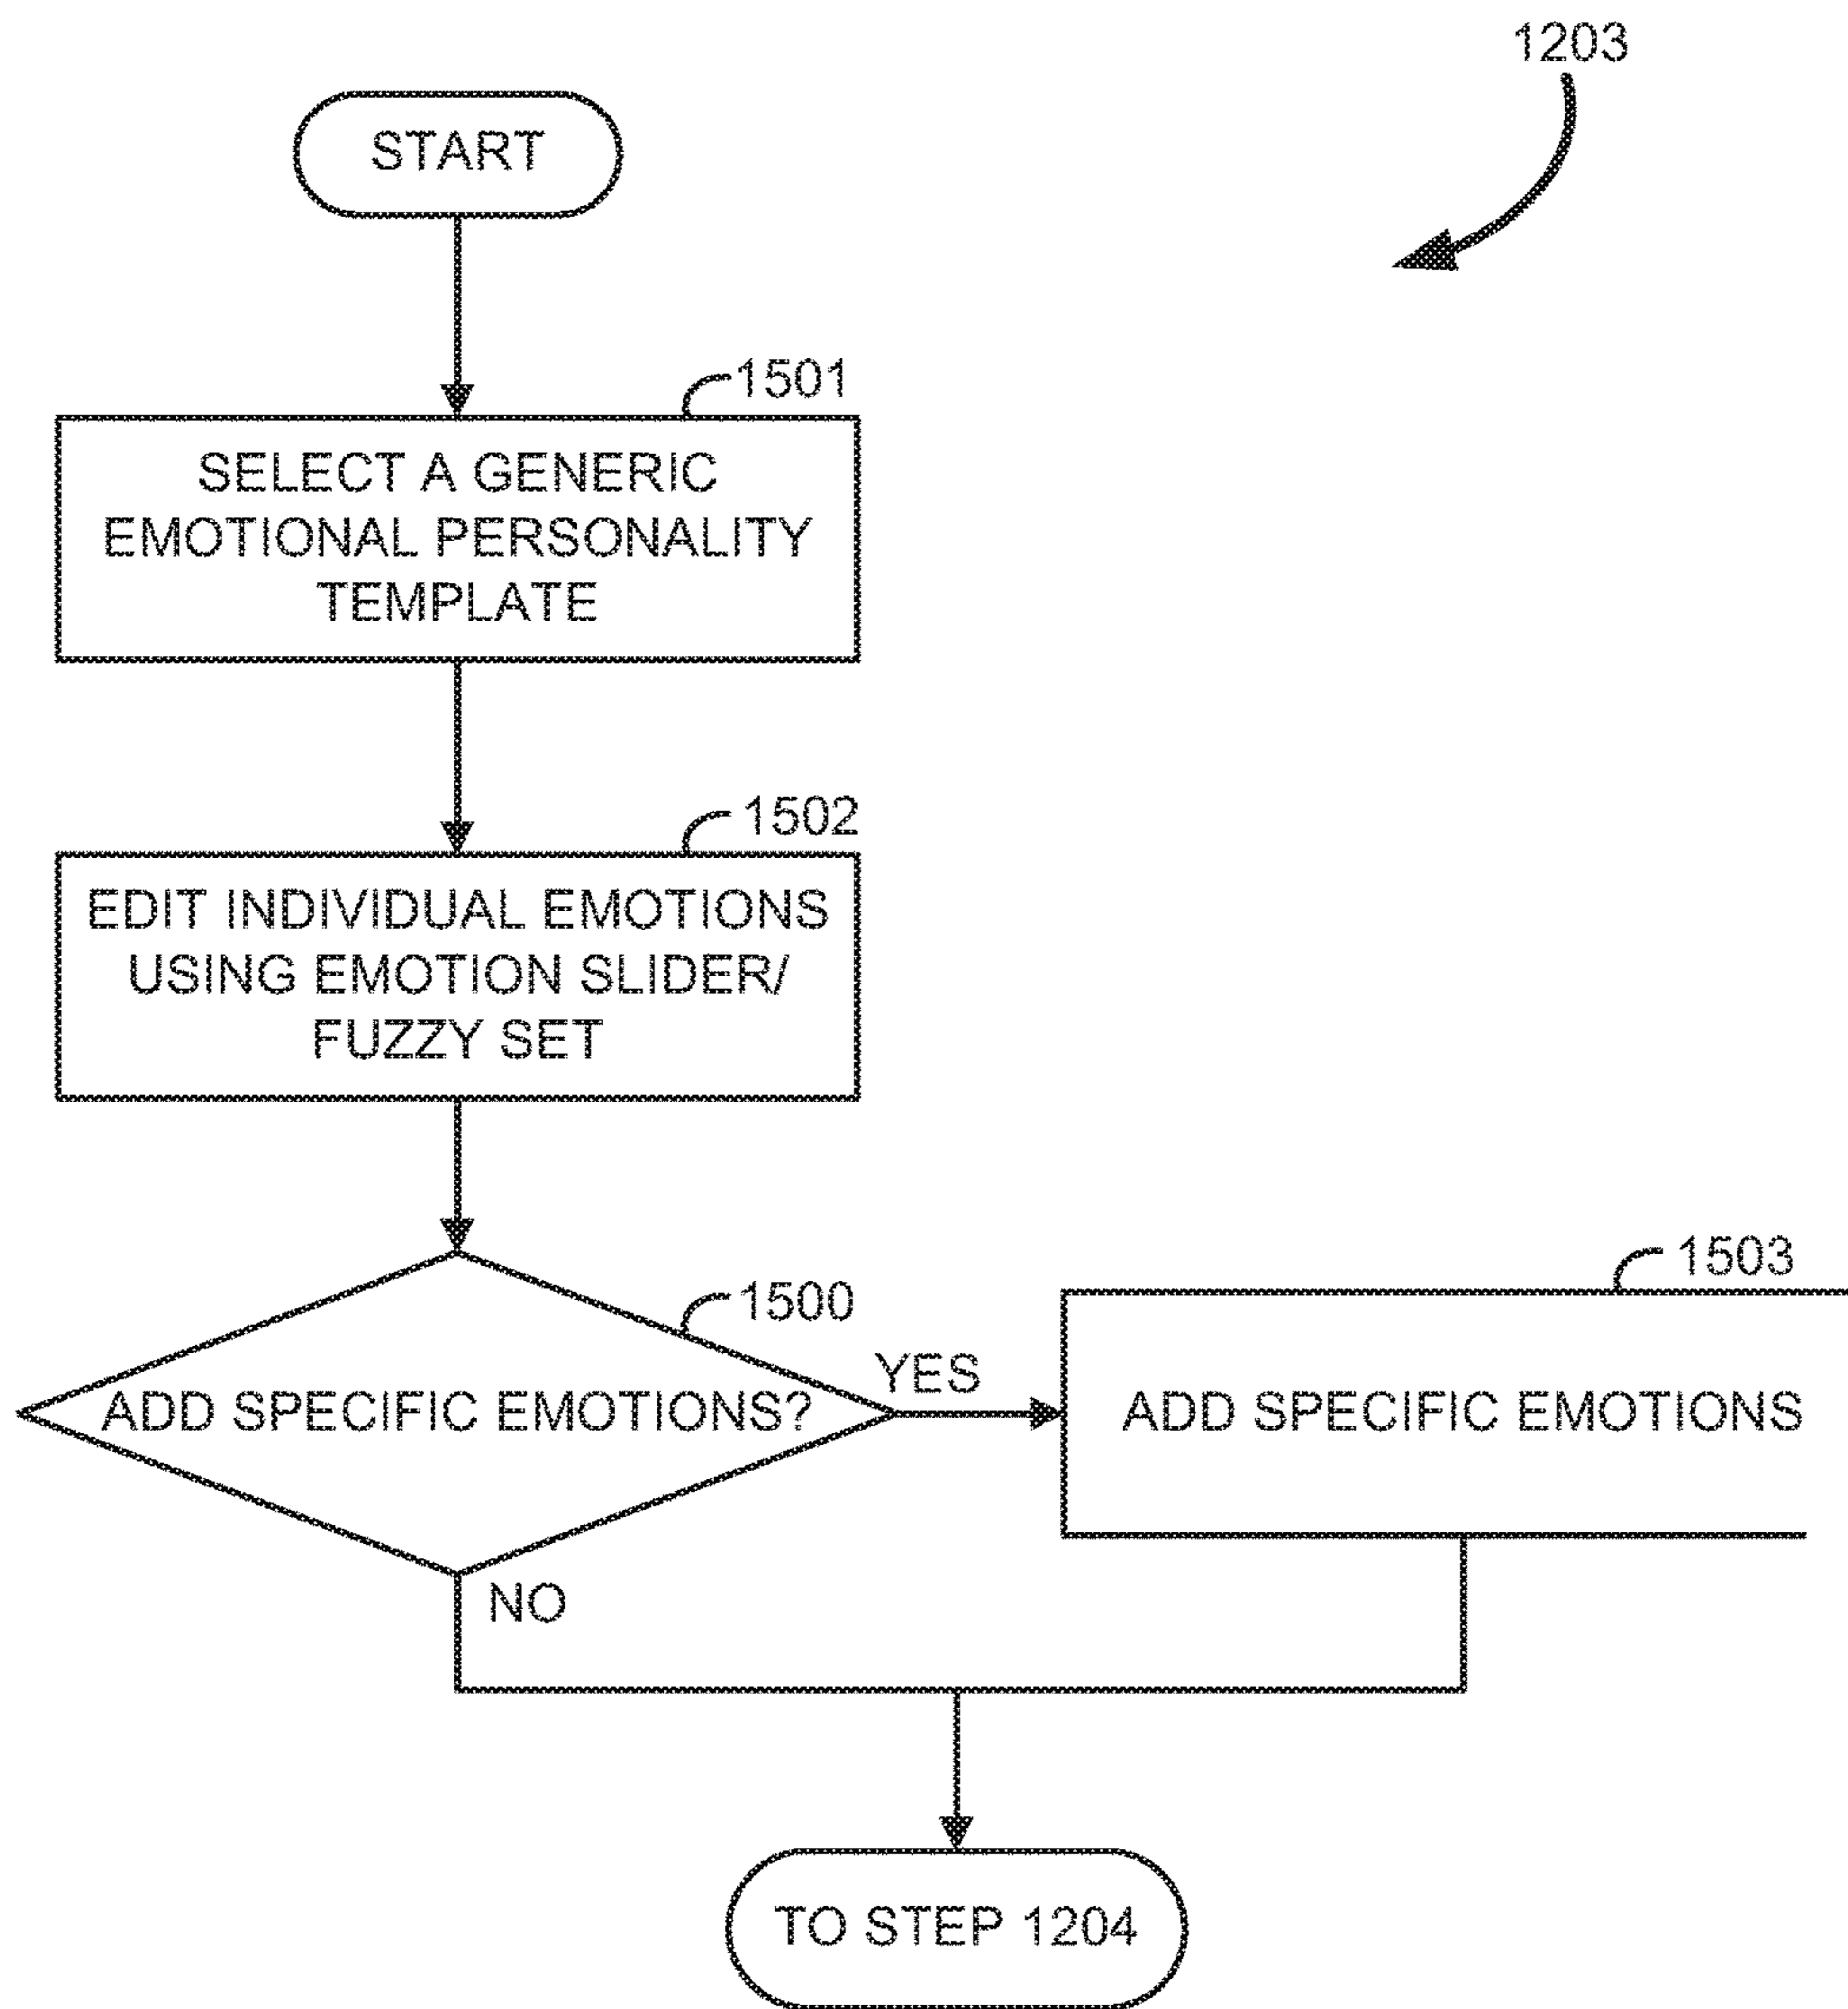 1203
START
1501
SELECT A GENERIC
EMOTIONAL PERSONALITY
TEMPLATE
1502
EDIT INDIVIDUAL EMOTIONS
USING EMOTION SLIDER/
FUZZY SET
1500
ADD SPECIFIC EMOTIONS?
YES
1503
ADD SPECIFIC EMOTIONS
NO
TO STEP 1204